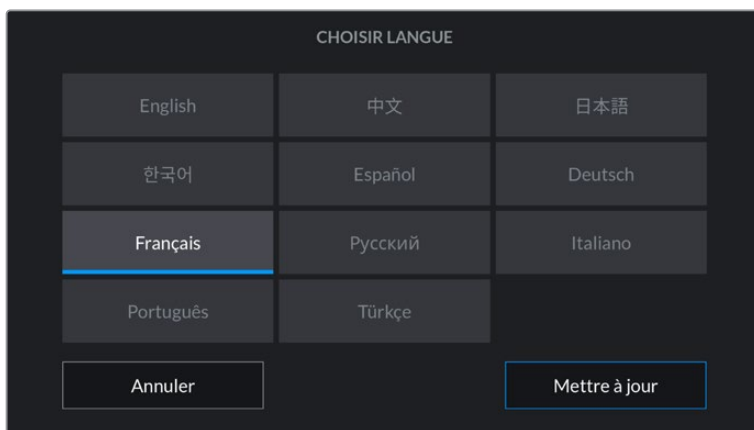 CHOISIR LANGUE
English 中文 日本語
한국어 Español Deutsch
Français Русский Italiano
Português Türkçe
Annuler Mettre à jour